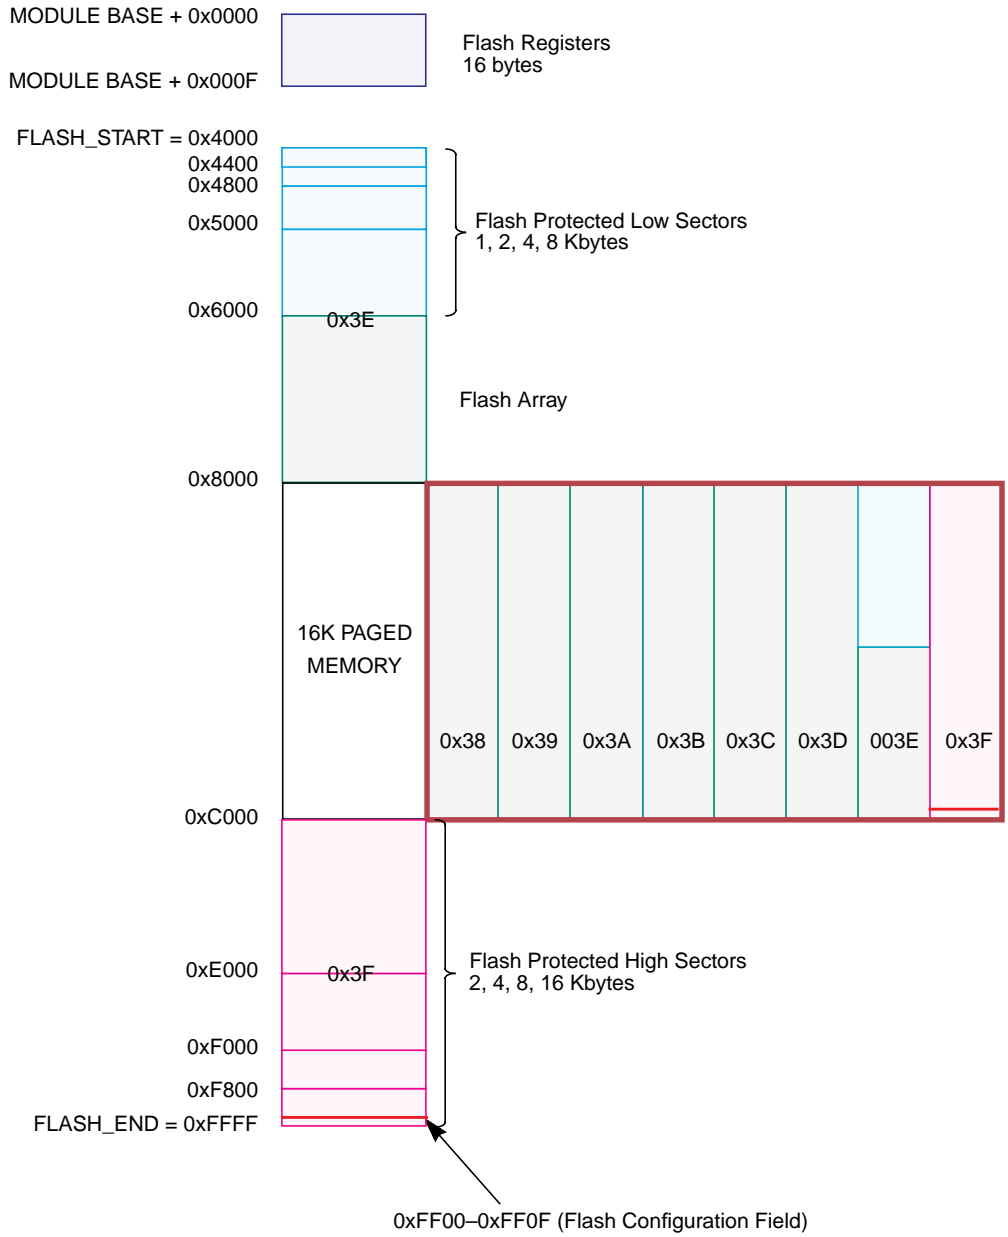 MODULE BASE + 0x0000
Flash Registers
16 bytes
MODULE BASE + 0x000F
FLASH_START = 0x4000
0x4400
0x4800
0x5000
Flash Protected Low Sectors
1, 2, 4, 8 Kbytes
0x6000
0x3E
Flash Array
0x8000
16K PAGED
MEMORY
0x38 0x39 0x3A 0x3B 0x3C 0x3D 003E 0x3F
0xC000
0xE000
0x3F
Flash Protected High Sectors
2, 4, 8, 16 Kbytes
0xF000
0xF800
FLASH_END = 0xFFFF
0xFF00–0xFF0F (Flash Configuration Field)